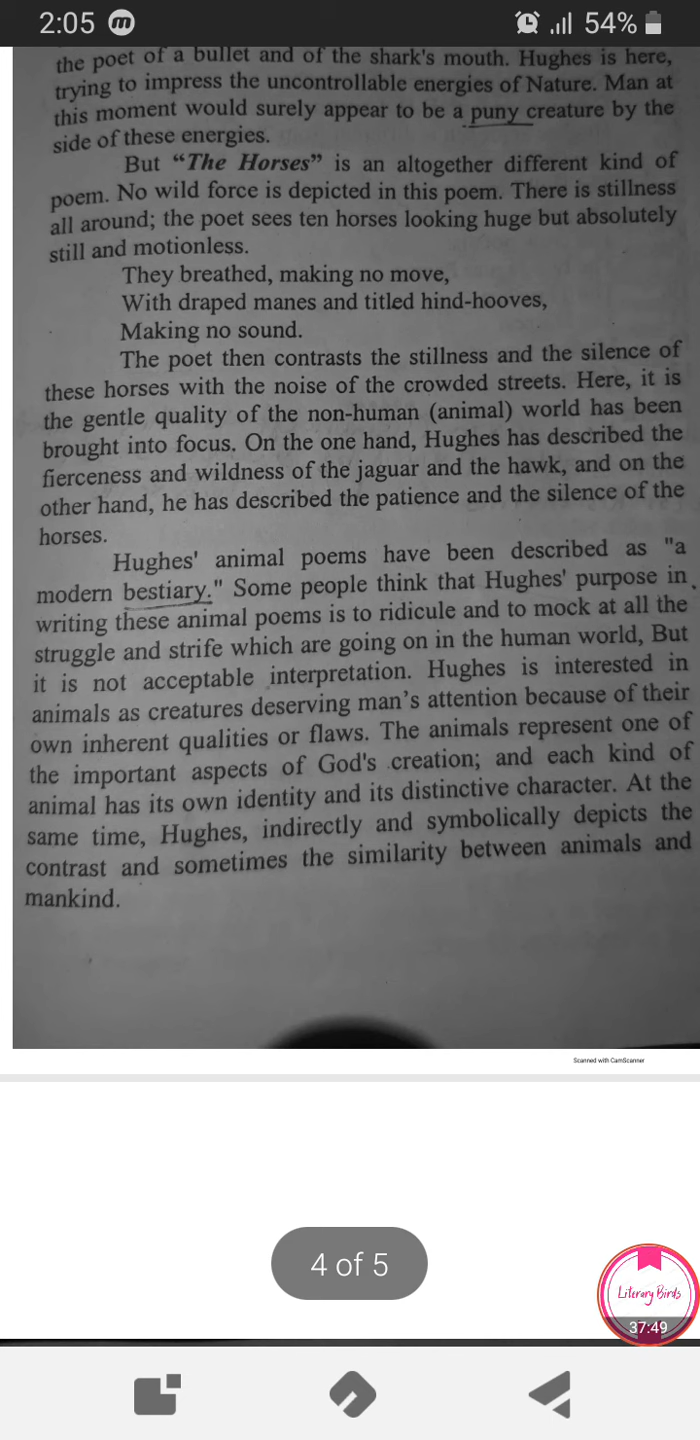 2:05 m 54%
the poet of a bullet and of the shark's mouth. Hughes is here,
trying to impress the uncontrollable energies of Nature. Man at
this moment would surely appear to be a puny creature by the
side of these energies.
But “The Horses” is an altogether different kind of
poem. No wild force is depicted in this poem. There is stillness
all around; the poet sees ten horses looking huge but absolutely
still and motionless.
They breathed, making no move,
With draped manes and titled hind-hooves,
Making no sound.
The poet then contrasts the stillness and the silence of
these horses with the noise of the crowded streets. Here, it is
the gentle quality of the non-human (animal) world has been
brought into focus. On the one hand, Hughes has described the
fierceness and wildness of the jaguar and the hawk, and on the
other hand, he has described the patience and the silence of the
horses.
Hughes' animal poems have been described as "a
modern bestiary." Some people think that Hughes' purpose in
writing these animal poems is to ridicule and to mock at all the
struggle and strife which are going on in the human world, But
it is not acceptable interpretation. Hughes is interested in
animals as creatures deserving man’s attention because of their
own inherent qualities or flaws. The animals represent one of
the important aspects of God's creation; and each kind of
animal has its own identity and its distinctive character. At the
same time, Hughes, indirectly and symbolically depicts the
contrast and sometimes the similarity between animals and
mankind.
Scanned with CamScanner
4 of 5
Literary Birds
37:49